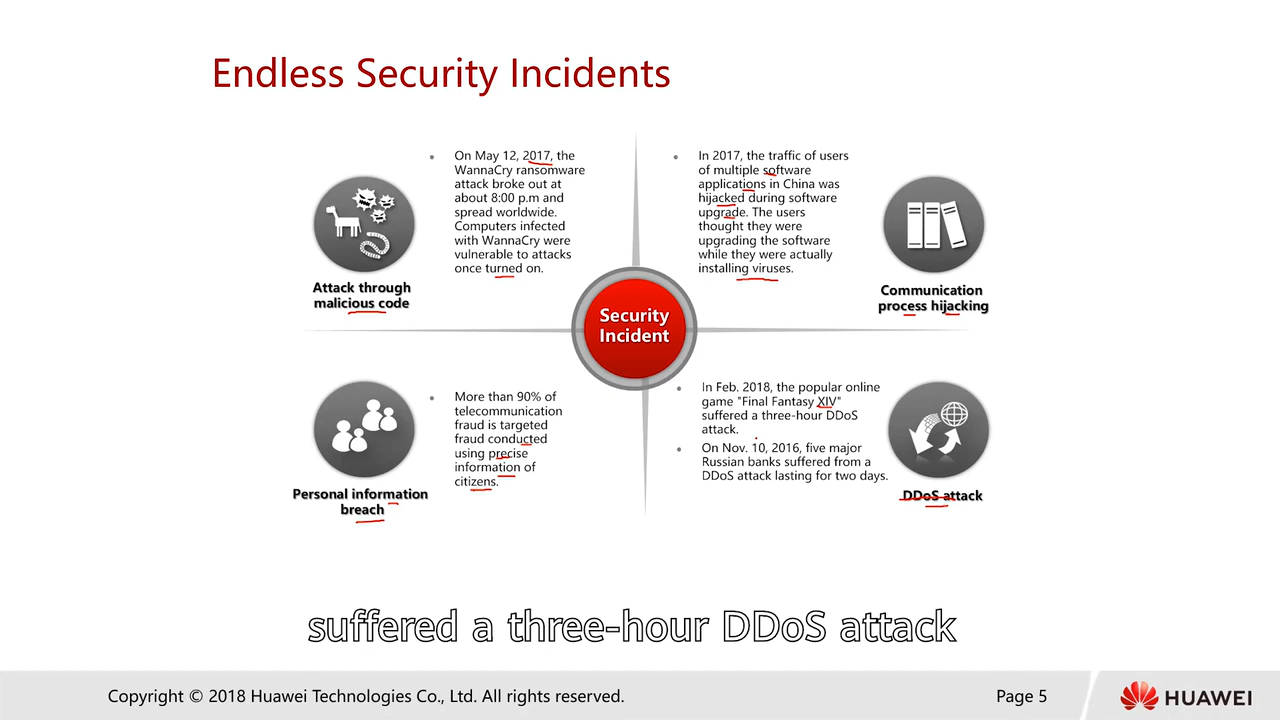 Endless Security Incidents
On May 12, 2017, the
WannaCry ransomware
attack broke out at
about 8:00 p.m and
spread worldwide.
Computers infected
with WannaCry were
vulnerable to attacks
once turned on.
Attack through
malicious code
In 2017, the traffic of users
of multiple software
applications in China was
hijacked during software
upgrade. The users
thought they were
upgrading the software
while they were actually
installing viruses.
Communication
process hijacking
Security
Incident
More than 90% of
telecommunication
fraud is targeted
fraud conducted
using precise
information of
citizens.
Personal information
breach
In Feb. 2018, the popular online
game "Final Fantasy XIV"
suffered a three-hour DDoS
attack.
On Nov. 10, 2016, five major
Russian banks suffered from a
DDoS attack lasting for two days.
DDoS attack
suffered a three-hour DDoS attack
Copyright © 2018 Huawei Technologies Co., Ltd. All rights reserved.
Page 5
HUAWEI